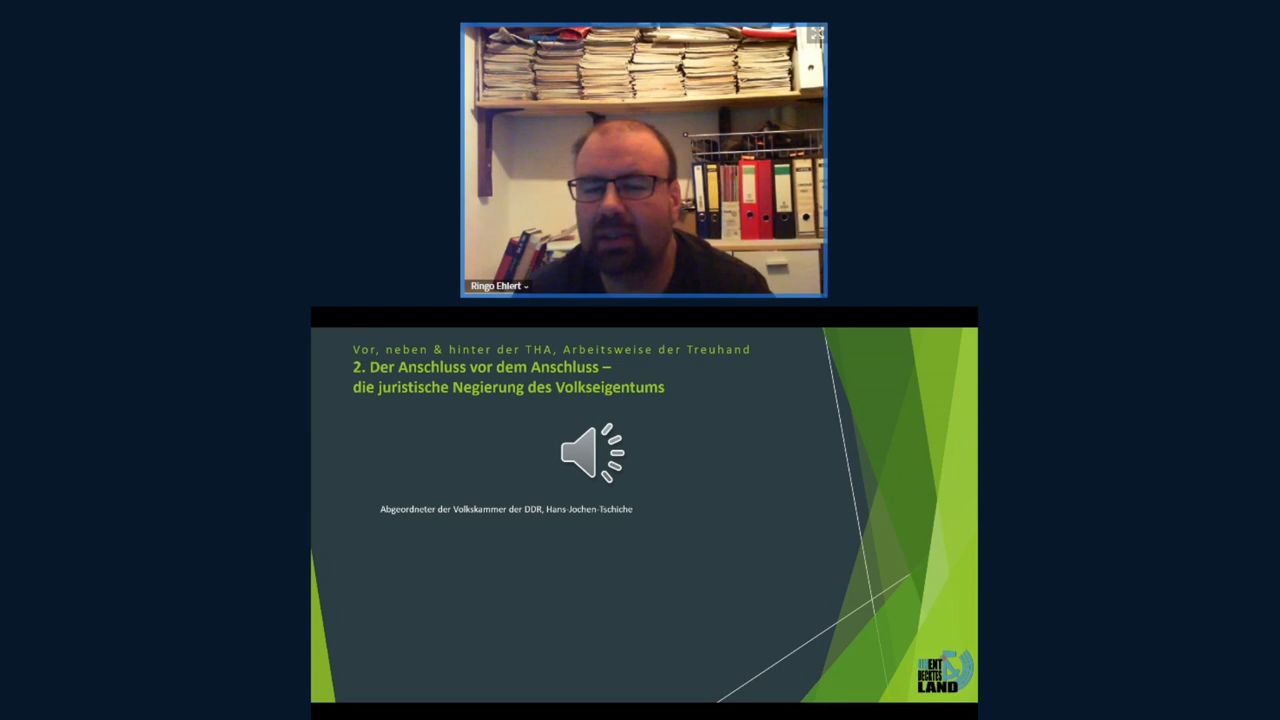 Ringo Ehlert
Vor, neben & hinter der THA, Arbeitsweise der Treuhand
2. Der Anschluss vor dem Anschluss –
die juristische Negierung des Volkseigentums
Abgeordneter der Volkskammer der DDR, Hans-Jochen-Tschiche
UNENT
DECKTES
LAND